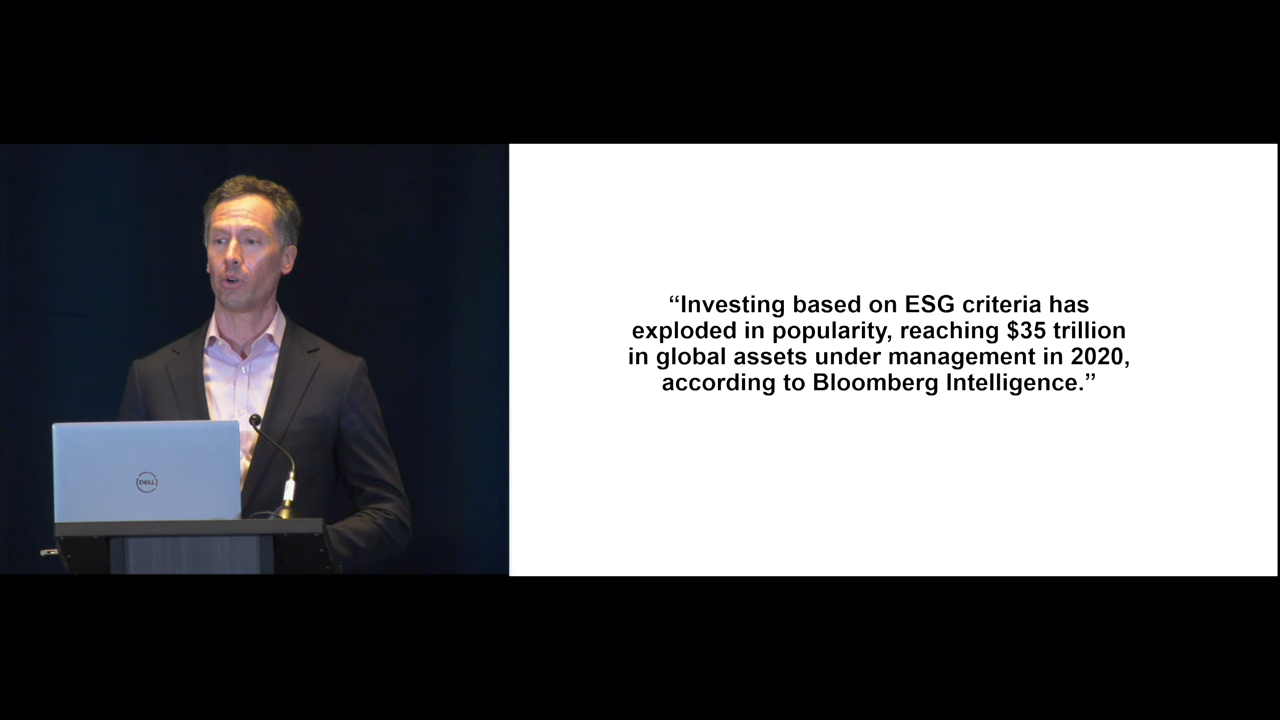 DELL
“Investing based on ESG criteria has
exploded in popularity, reaching $35 trillion
in global assets under management in 2020,
according to Bloomberg Intelligence.”